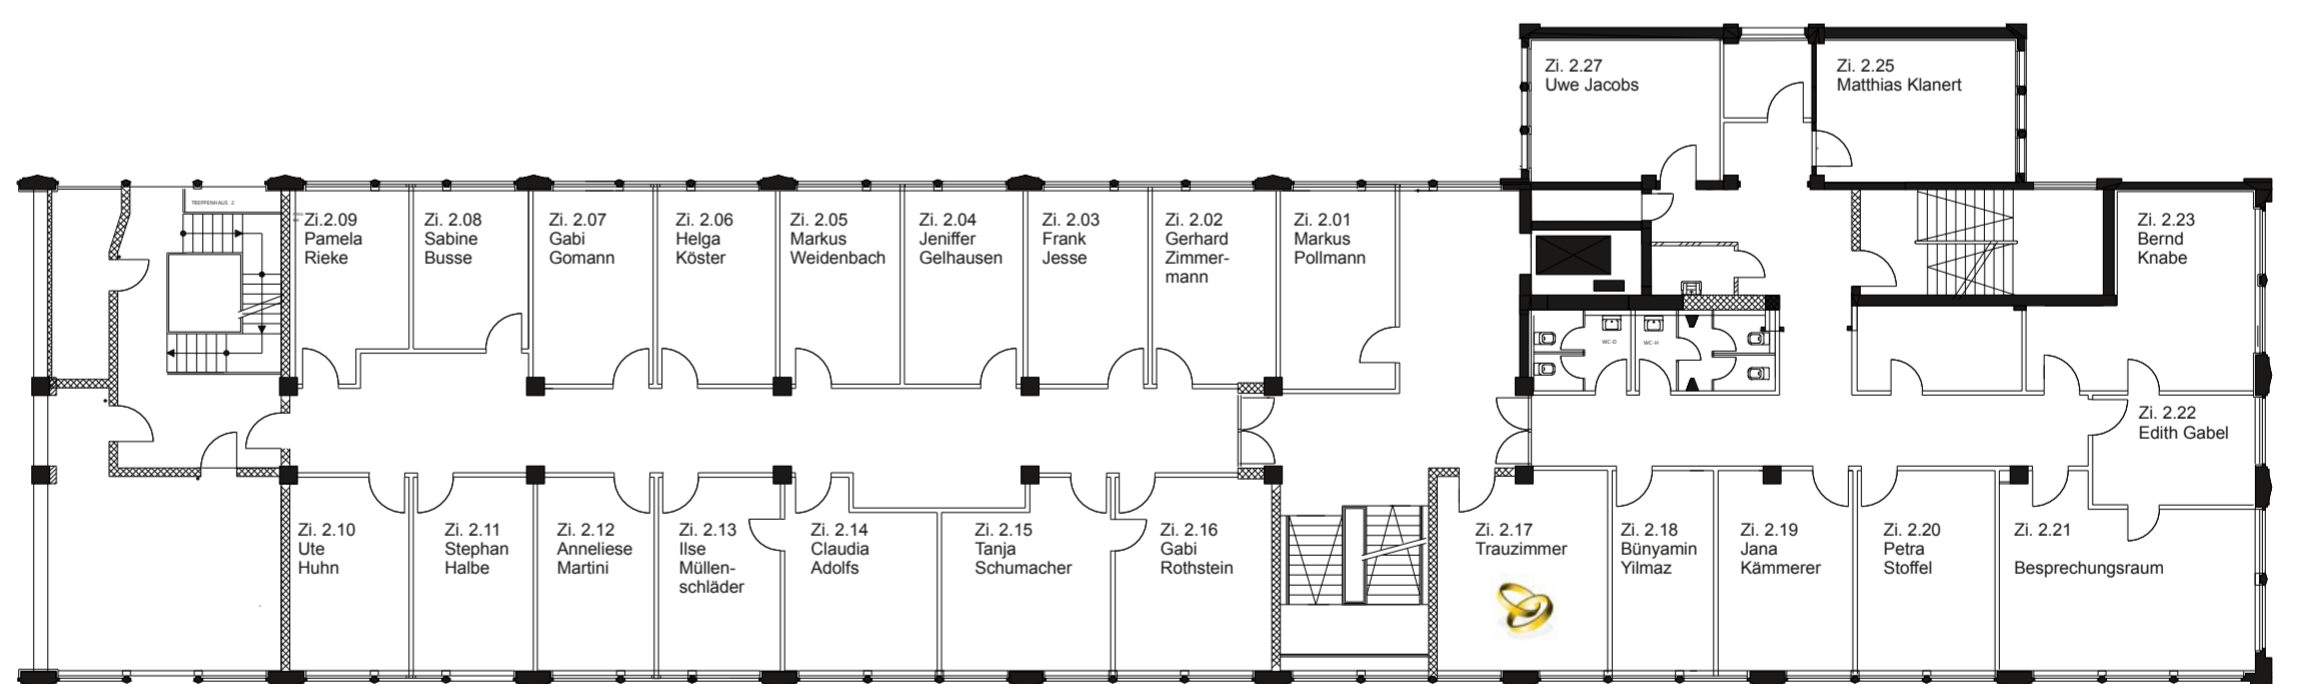 Zi. 2.27
Uwe Jacobs
Zi. 2.25
Matthias Klanert
TREPPENHAUS 2
Zi.2.09
Pamela
Rieke
Zi. 2.08
Sabine
Busse
Zi. 2.07
Gabi
Gomann
Zi. 2.06
Helga
Köster
Zi. 2.05
Markus
Weidenbach
Zi. 2.04
Jeniffer
Gelhausen
Zi. 2.03
Frank
Jesse
Zi. 2.02
Gerhard
Zimmer-
mann
Zi. 2.01
Markus
Pollmann
Zi. 2.23
Bernd
Knabe
WC-D
WC-H
Zi. 2.22
Edith Gabel
Zi. 2.10
Ute
Huhn
Zi. 2.11
Stephan
Halbe
Zi. 2.12
Anneliese
Martini
Zi. 2.13
Ilse
Müllen-
schläder
Zi. 2.14
Claudia
Adolfs
Zi. 2.15
Tanja
Schumacher
Zi. 2.16
Gabi
Rothstein
Zi. 2.17
Trauzimmer
Zi. 2.18
Bünyamin
Yilmaz
Zi. 2.19
Jana
Kämmerer
Zi. 2.20
Petra
Stoffel
Zi. 2.21
Besprechungsraum